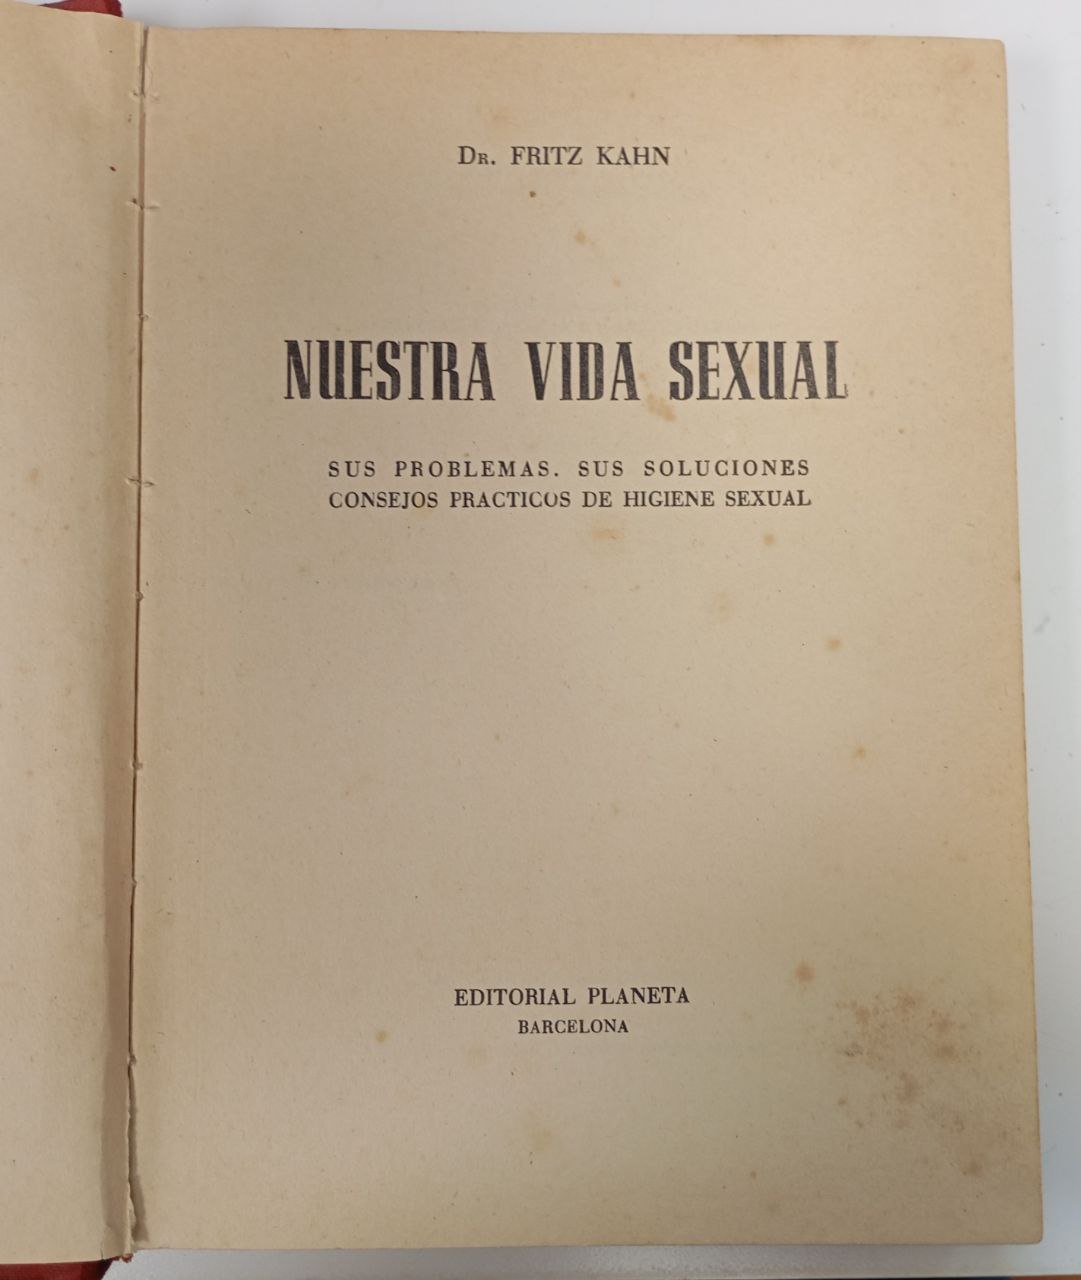 Dr. FRITZ KAHN
NUESTRA VIDA SEXUAL
SUS PROBLEMAS. SUS SOLUCIONES
CONSEJOS PRACTICOS DE HIGIENE SEXUAL
EDITORIAL PLANETA
BARCELONA